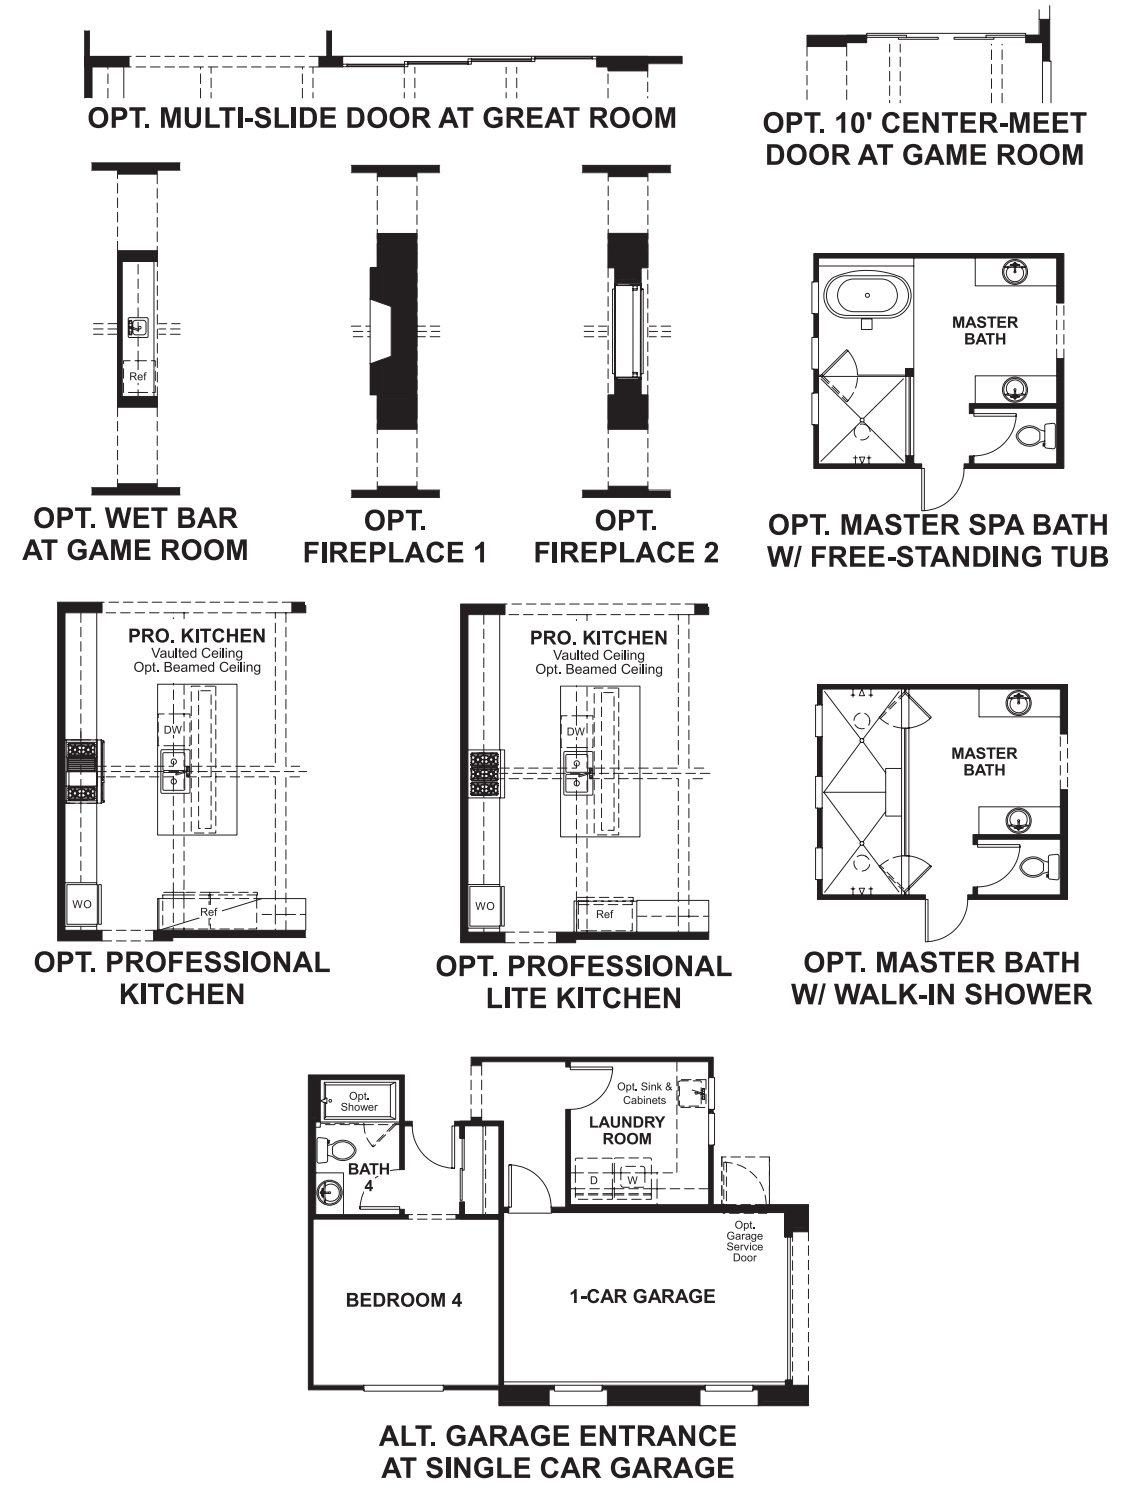 OPT. MULTI-SLIDE DOOR AT GREAT ROOM
OPT. 10' CENTER-MEET
DOOR AT GAME ROOM
Ref
OPT. WET BAR
AT GAME ROOM
OPT.
FIREPLACE 1
OPT.
FIREPLACE 2
MASTER
BATH
OPT. MASTER SPA BATH
W/ FREE-STANDING TUB
PRO. KITCHEN
Vaulted Ceiling
Opt. Beamed Ceiling
DW
WO
Ref
OPT. PROFESSIONAL
KITCHEN
PRO. KITCHEN
Vaulted Ceiling
Opt. Beamed Ceiling
DW
WO
Ref
OPT. PROFESSIONAL
LITE KITCHEN
MASTER
BATH
OPT. MASTER BATH
W/ WALK-IN SHOWER
Opt.
Shower
BATH
4
Opt. Sink &
Cabinets
LAUNDRY
ROOM
D
W
Opt.
Garage
Service
Door
BEDROOM 4
1-CAR GARAGE
ALT. GARAGE ENTRANCE
AT SINGLE CAR GARAGE